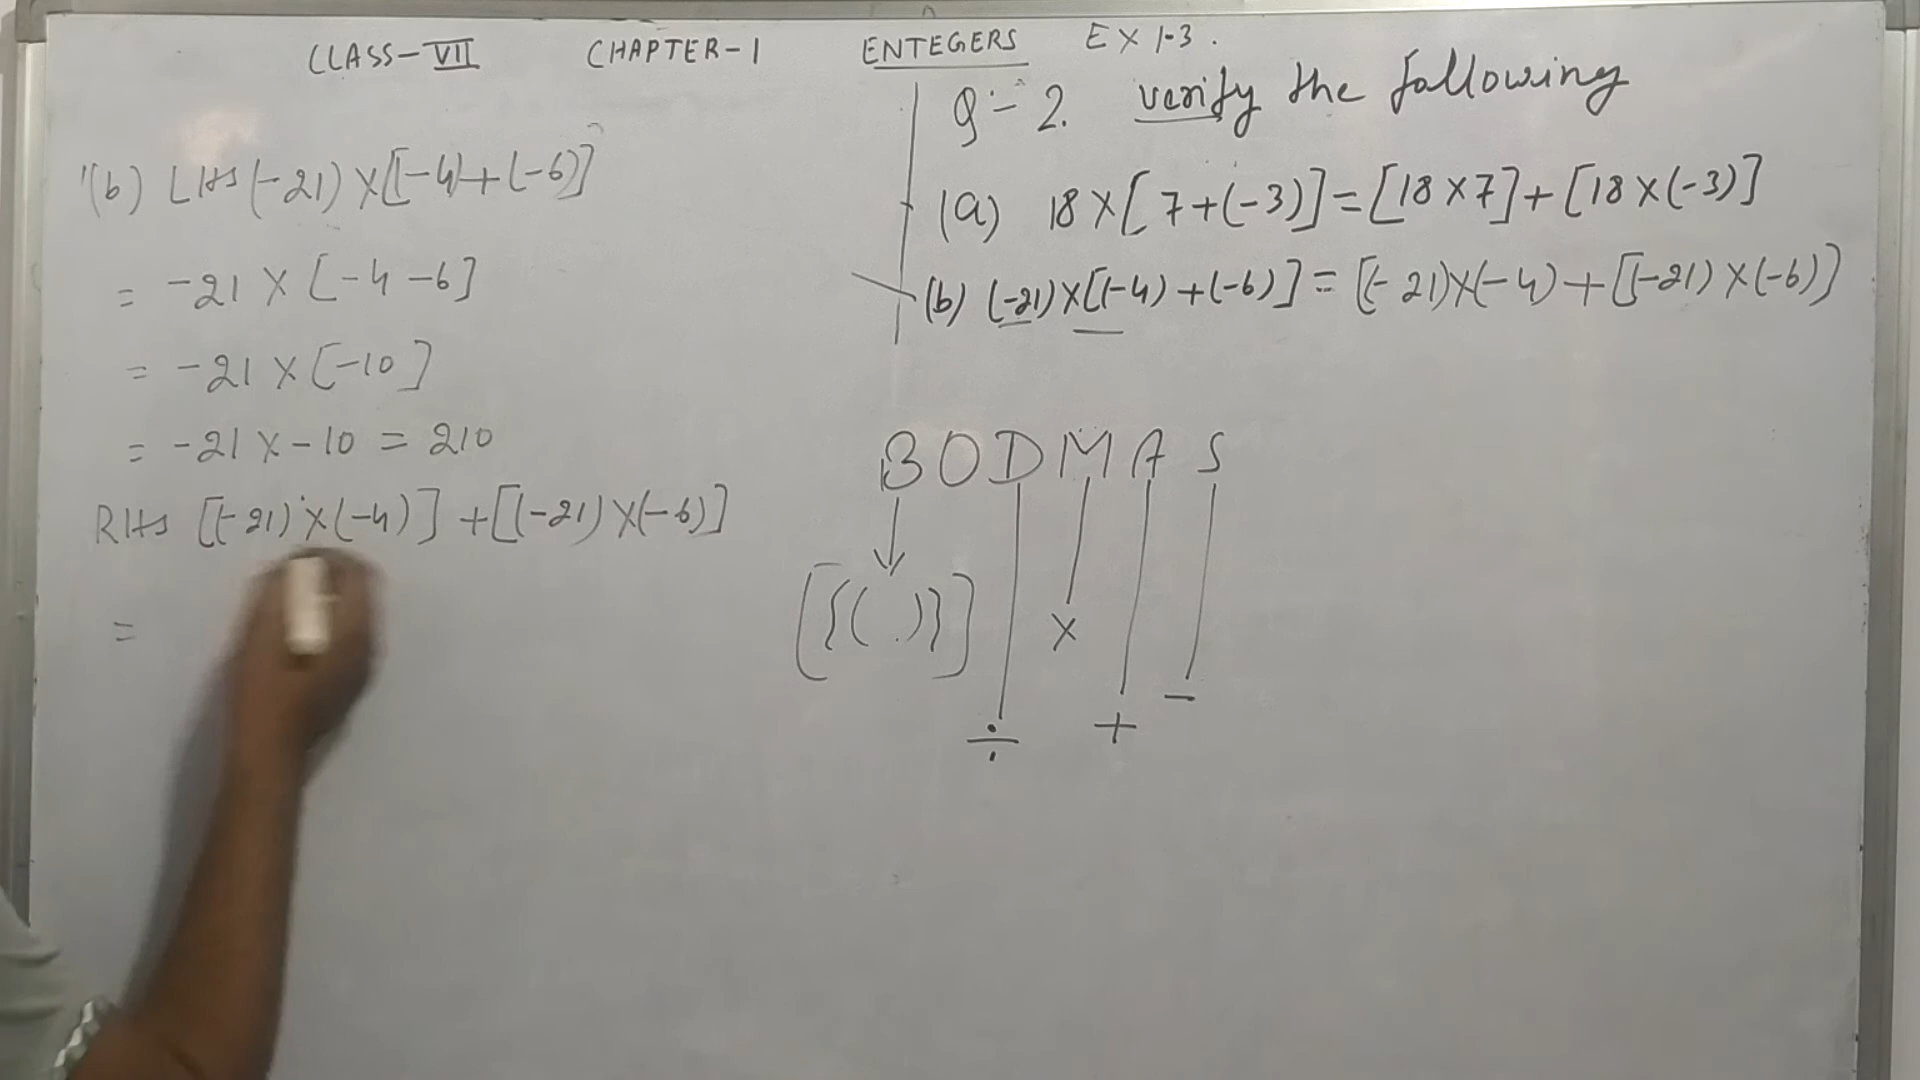 CLASS-VII CHAPTER-1 ENTEGERS EX 1.3.
Q-2. verify the following
(a) 18×[7+(-3)]=[18×7]+[18×(-3)]
(b) (-21)×[(-4)+(-6)]=[(-21)×(-4)+[(-21)×(-6)]
(b) LHS (-21)×[(-4)+(-6)]
= -21×[-4-6]
= -21×[-10]
= -21×-10=210
RHS [(-21)×(-4)]+[(-21)×(-6)]
=
BODMAS
[{(.)}] ÷ × + -